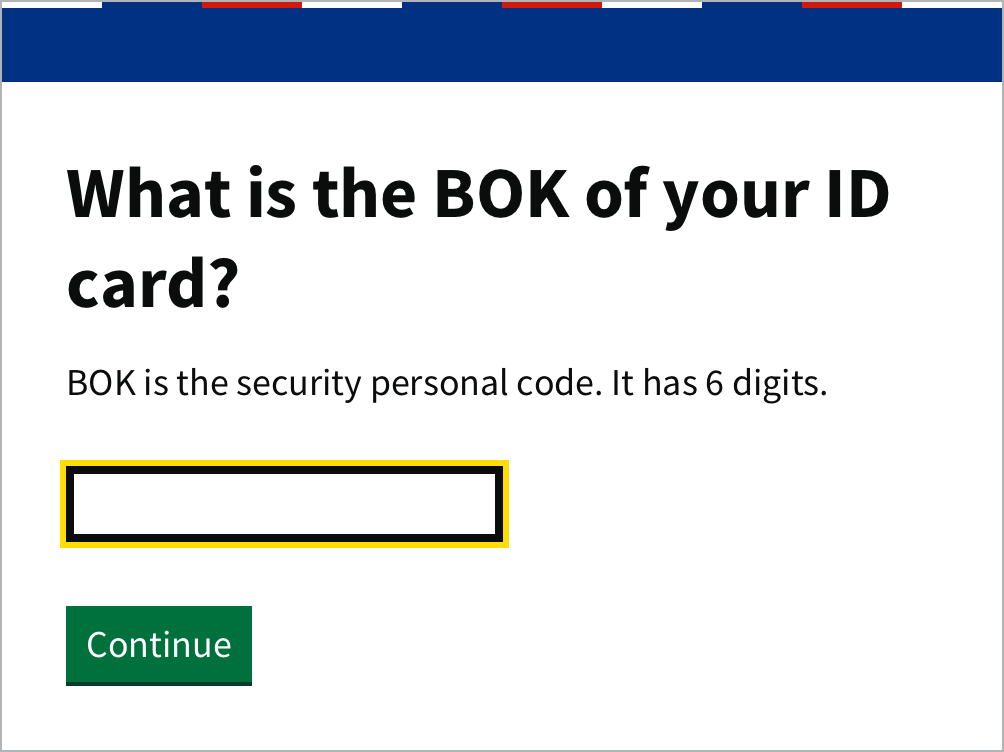 What is the BOK of your ID
card?
BOK is the security personal code. It has 6 digits.
Continue